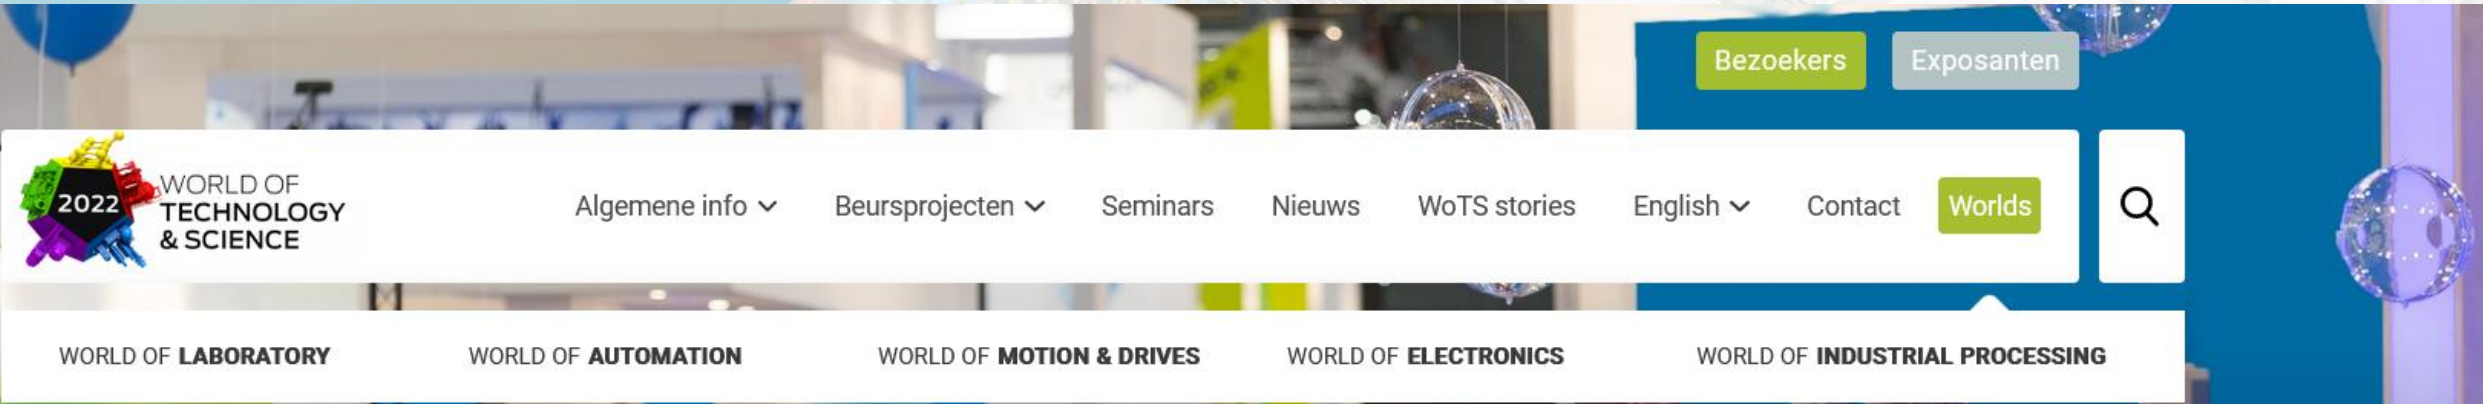 Bezoekers
Exposanten
2022
WORLD OF
TECHNOLOGY
& SCIENCE
Algemene info
Beursprojecten
Seminars
Nieuws
WoTS stories
English
Contact
Worlds
WORLD OF LABORATORY
WORLD OF AUTOMATION
WORLD OF MOTION & DRIVES
WORLD OF ELECTRONICS
WORLD OF INDUSTRIAL PROCESSING